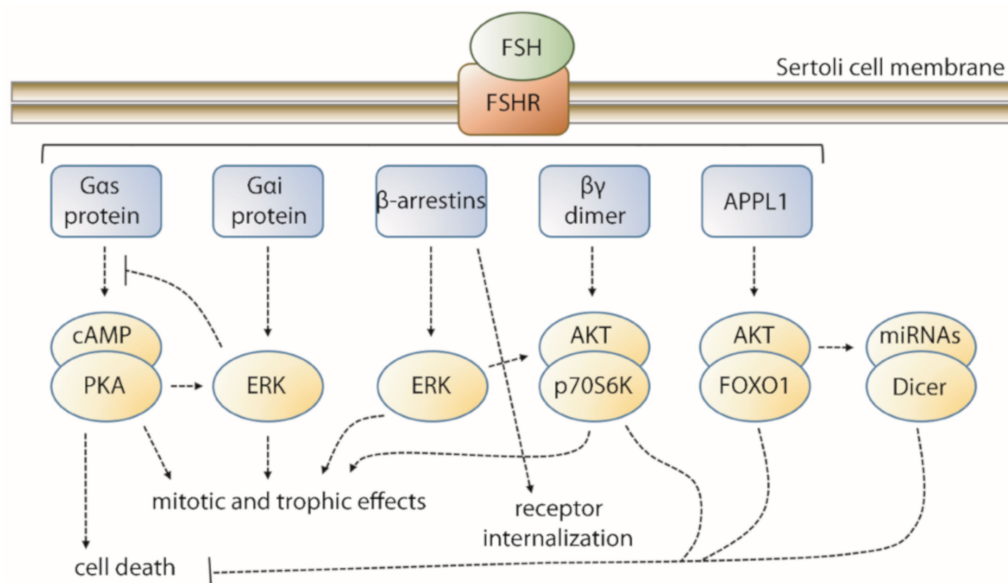 FSH
Sertoli cell membrane
FSHR
Gαs
protein
Gαi
protein
β-arrestins
βγ
dimer
APPL1
cAMP
PKA
ERK
ERK
AKT
p70S6K
AKT
FOXO1
miRNAs
Dicer
mitotic and trophic effects
receptor
internalization
cell death